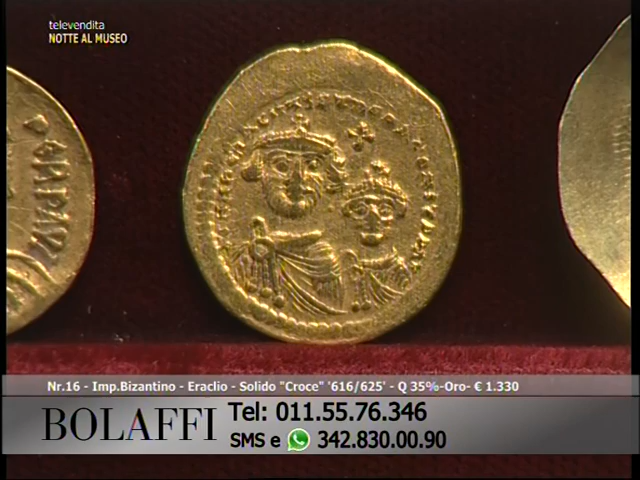 televendita
NOTTE AL MUSEO
Nr.16 - Imp.Bizantino - Eraclio - Solido "Croce" '616/625' - Q 35%-Oro- € 1.330
BOLAFFI
Tel: 011.55.76.346
SMS e 342.830.00.90